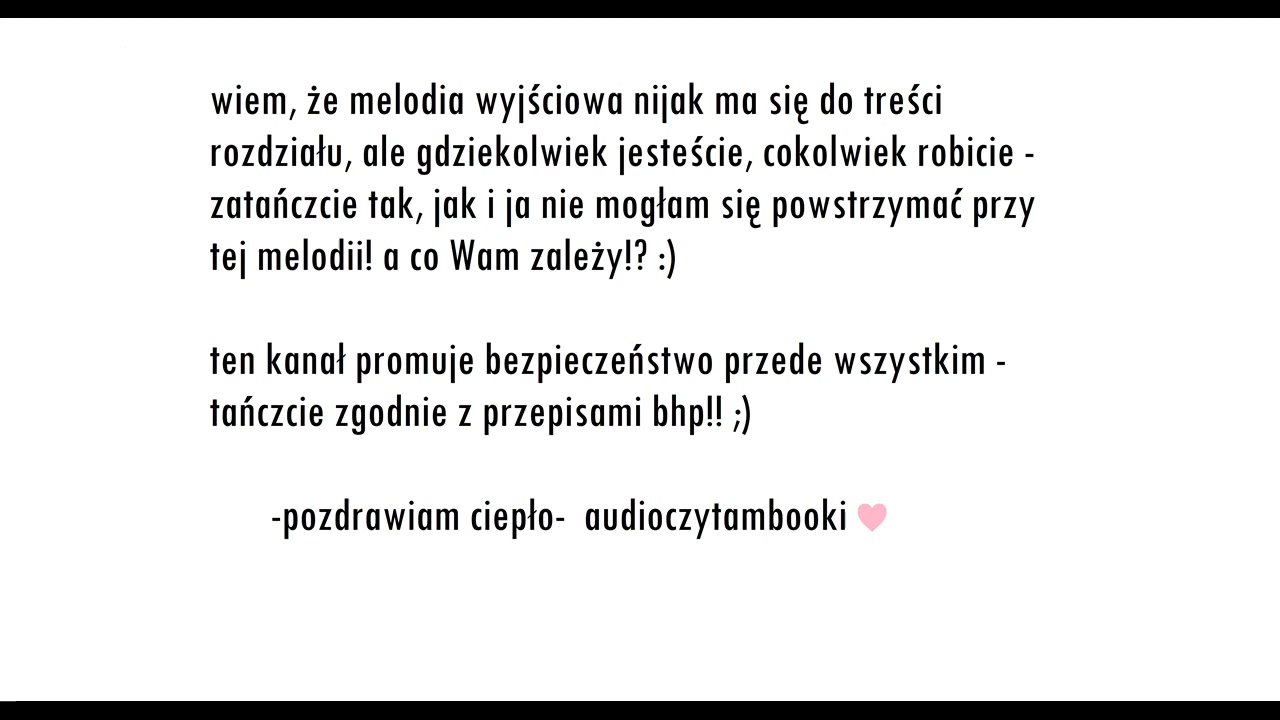 wiem, że melodia wyjściowa nijak ma się do treści
rozdziału, ale gdziekolwiek jesteście, cokolwiek robicie -
zatańczcie tak, jak i ja nie mogłam się powstrzymać przy
tej melodii! a co Wam zależy!? :)
ten kanał promuje bezpieczeństwo przede wszystkim -
tańczcie zgodnie z przepisami bhp!! ;)
-pozdrawiam ciepło- audioczytambooki